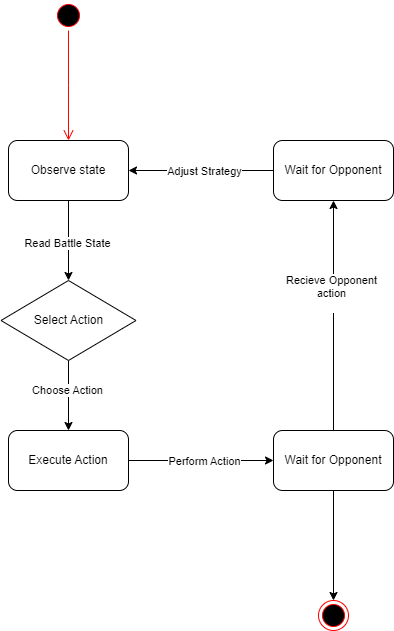 Observe state
Adjust Strategy
Wait for Opponent
Read Battle State
Recieve Opponent
action
Select Action
Choose Action
Execute Action
Perform Action
Wait for Opponent